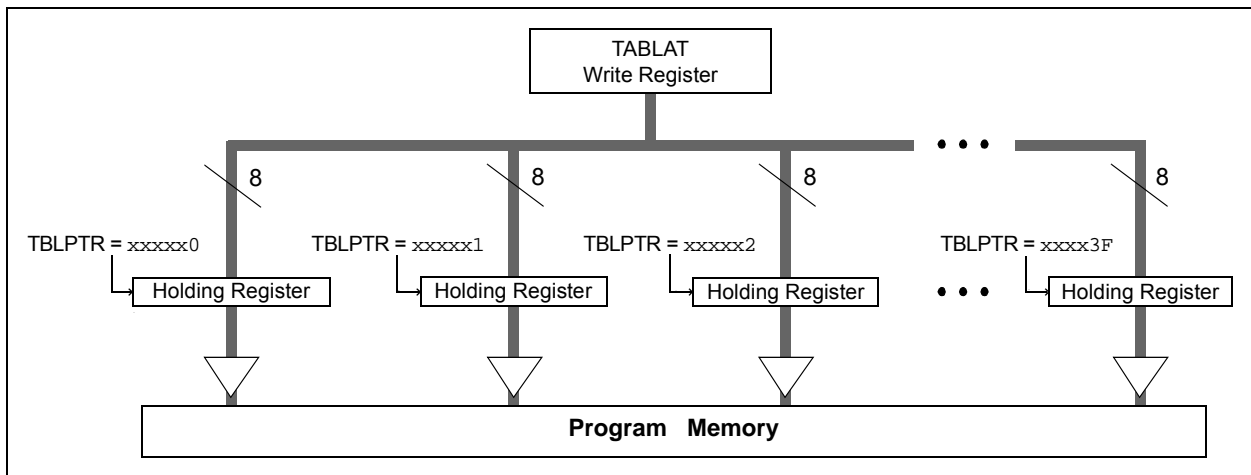 TABLAT
Write Register
8 8 8 8
TBLPTR = xxxxx0 TBLPTR = xxxxx1 TBLPTR = xxxxx2 TBLPTR = xxxx3F
Holding Register Holding Register Holding Register Holding Register
Program Memory